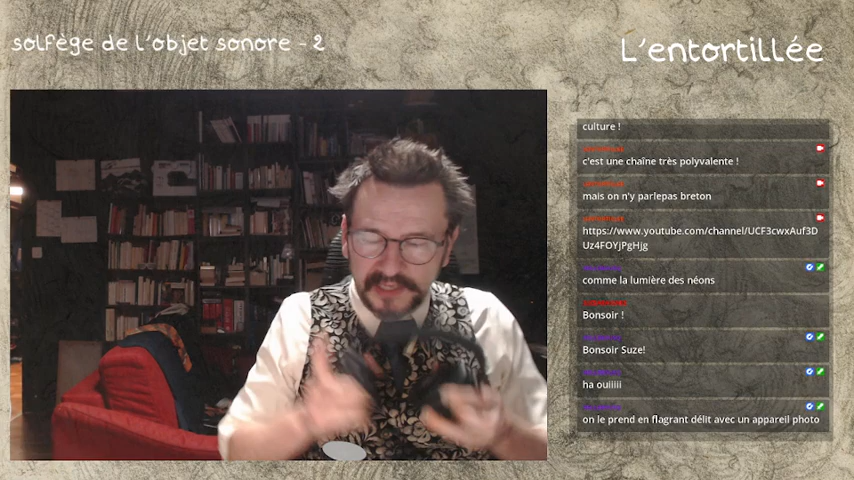 solfège de l'objet sonore - 2
L'entortillée
culture !
c'est une chaîne très polyvalente !
mais on n'y parlepas breton
https://www.youtube.com/channel/UCF3cwxAuf3D
Uz4FOYjPgHjg
comme la lumière des néons
Bonsoir !
Bonsoir Suze!
ha ouiiiii
on le prend en flagrant délit avec un appareil photo